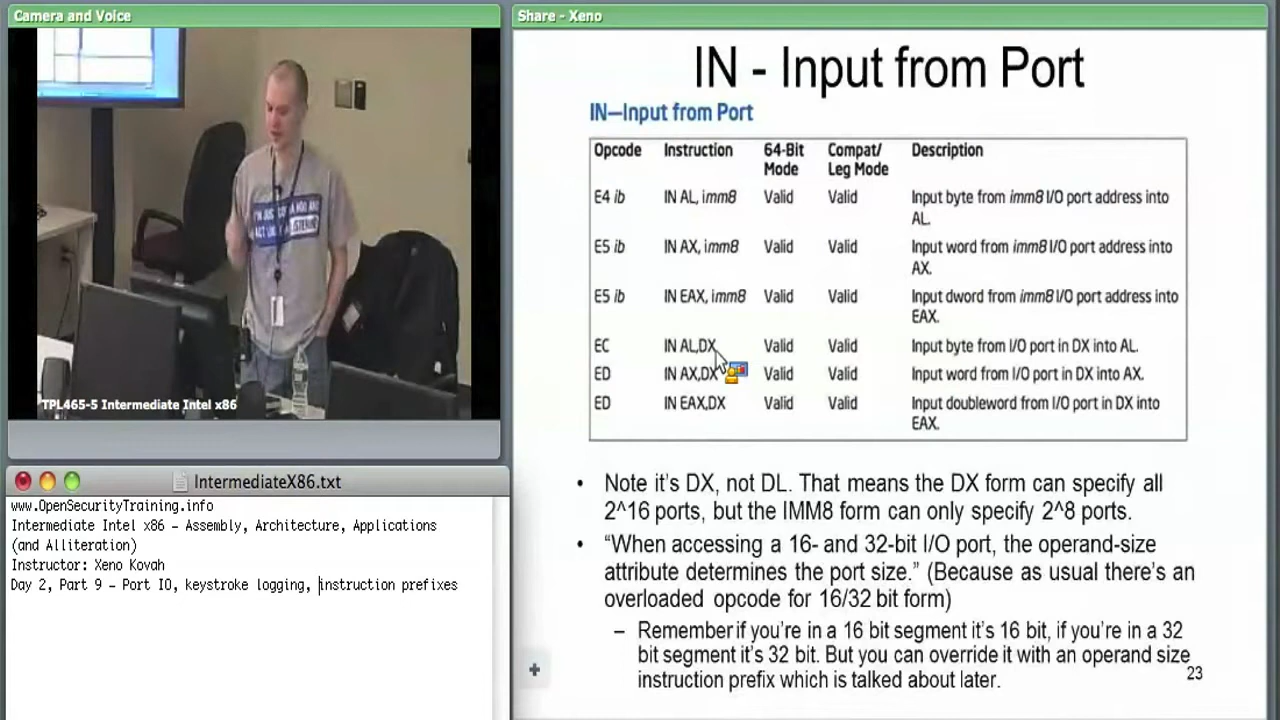 Camera and Voice
TPL465-5 Intermediate Intel x86
IntermediateX86.txt
www.OpenSecurityTraining.info
Intermediate Intel x86 – Assembly, Architecture, Applications
(and Alliteration)
Instructor: Xeno Kovah
Day 2, Part 9 – Port IO, keystroke logging, instruction prefixes
Share - Xeno
IN - Input from Port
IN—Input from Port
Opcode Instruction 64-Bit Mode Compat/ Leg Mode Description
E4 ib IN AL, imm8 Valid Valid Input byte from imm8 I/O port address into
AL.
E5 ib IN AX, imm8 Valid Valid Input word from imm8 I/O port address into
AX.
E5 ib IN EAX, imm8 Valid Valid Input dword from imm8 I/O port address into
EAX.
EC IN AL,DX Valid Valid Input byte from I/O port in DX into AL.
ED IN AX,DX Valid Valid Input word from I/O port in DX into AX.
ED IN EAX,DX Valid Valid Input doubleword from I/O port in DX into
EAX.
• Note it's DX, not DL. That means the DX form can specify all
2^16 ports, but the IMM8 form can only specify 2^8 ports.
• “When accessing a 16- and 32-bit I/O port, the operand-size
attribute determines the port size.” (Because as usual there's an
overloaded opcode for 16/32 bit form)
– Remember if you're in a 16 bit segment it's 16 bit, if you're in a 32
bit segment it's 32 bit. But you can override it with an operand size
instruction prefix which is talked about later.
23